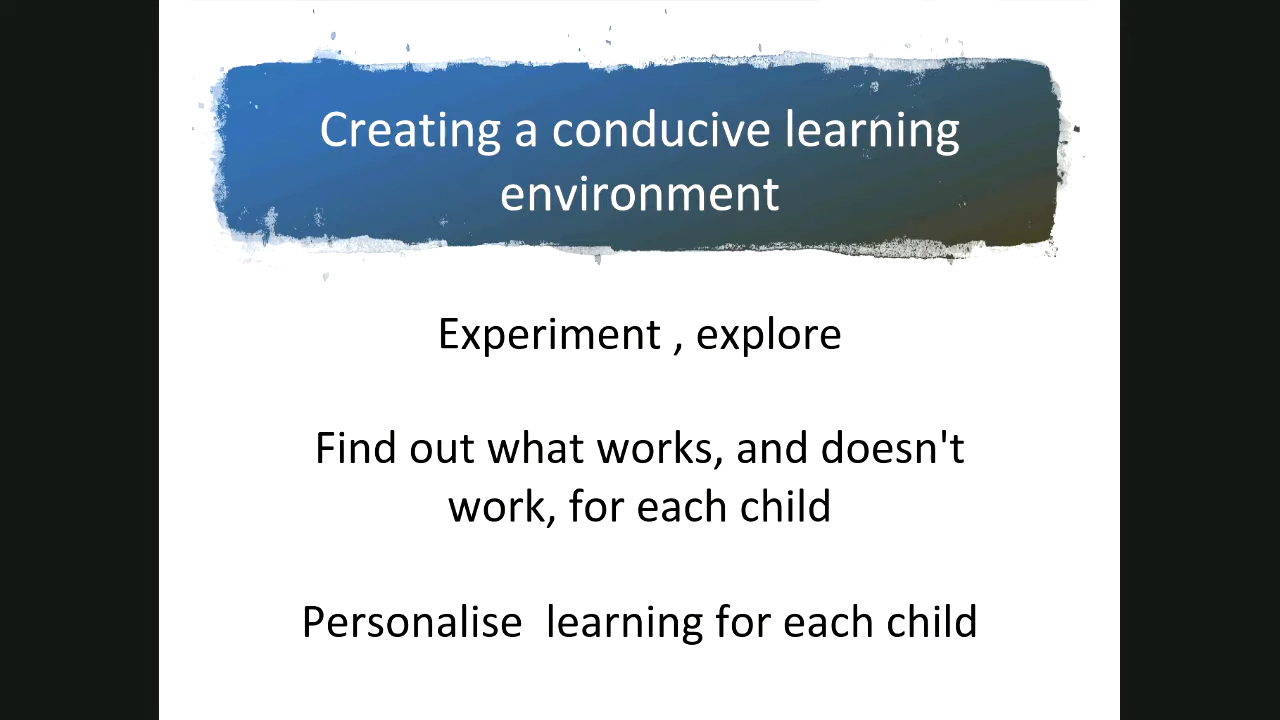 Creating a conducive learning
environment
Experiment , explore
Find out what works, and doesn't
work, for each child
Personalise  learning for each child